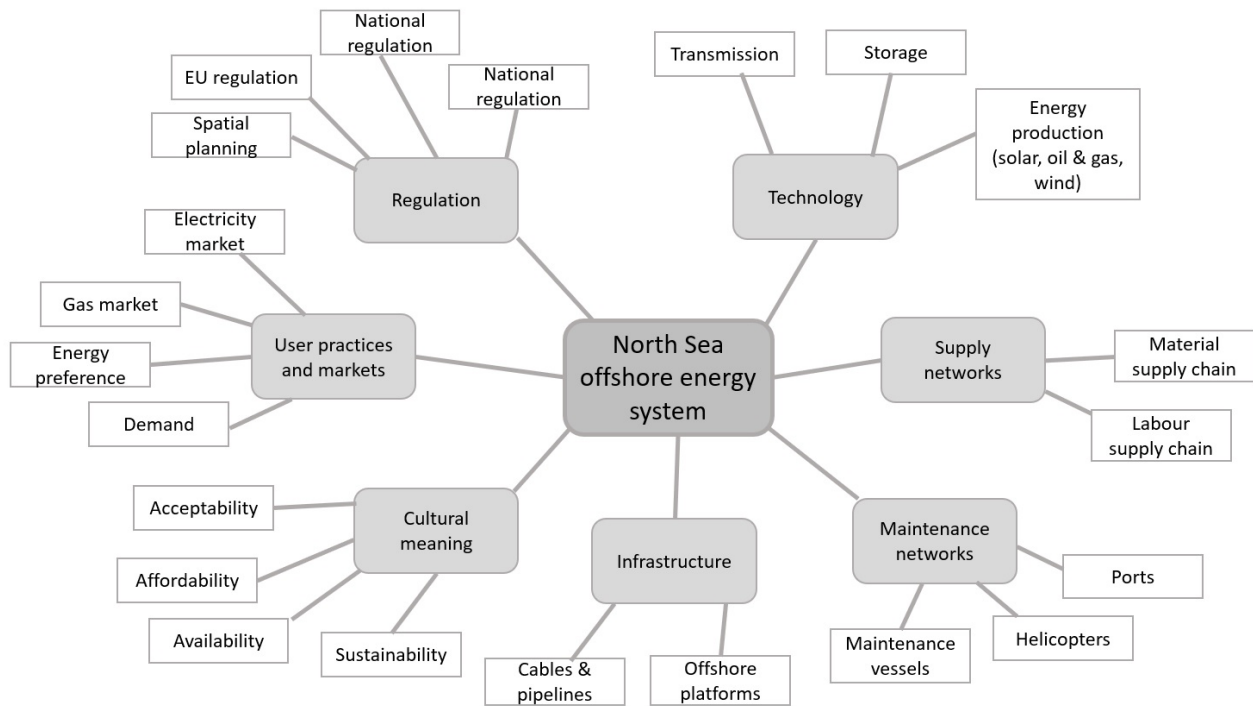 National
regulation
EU regulation
National
regulation
Spatial
planning
Regulation
Transmission
Storage
Energy
production
(solar, oil & gas,
wind)
Technology
Electricity
market
Gas market
Energy
preference
Demand
User practices
and markets
North Sea
offshore energy
system
Supply
networks
Material
supply chain
Labour
supply chain
Acceptability
Affordability
Availability
Sustainability
Cultural
meaning
Infrastructure
Cables &
pipelines
Offshore
platforms
Maintenance
networks
Ports
Helicopters
Maintenance
vessels